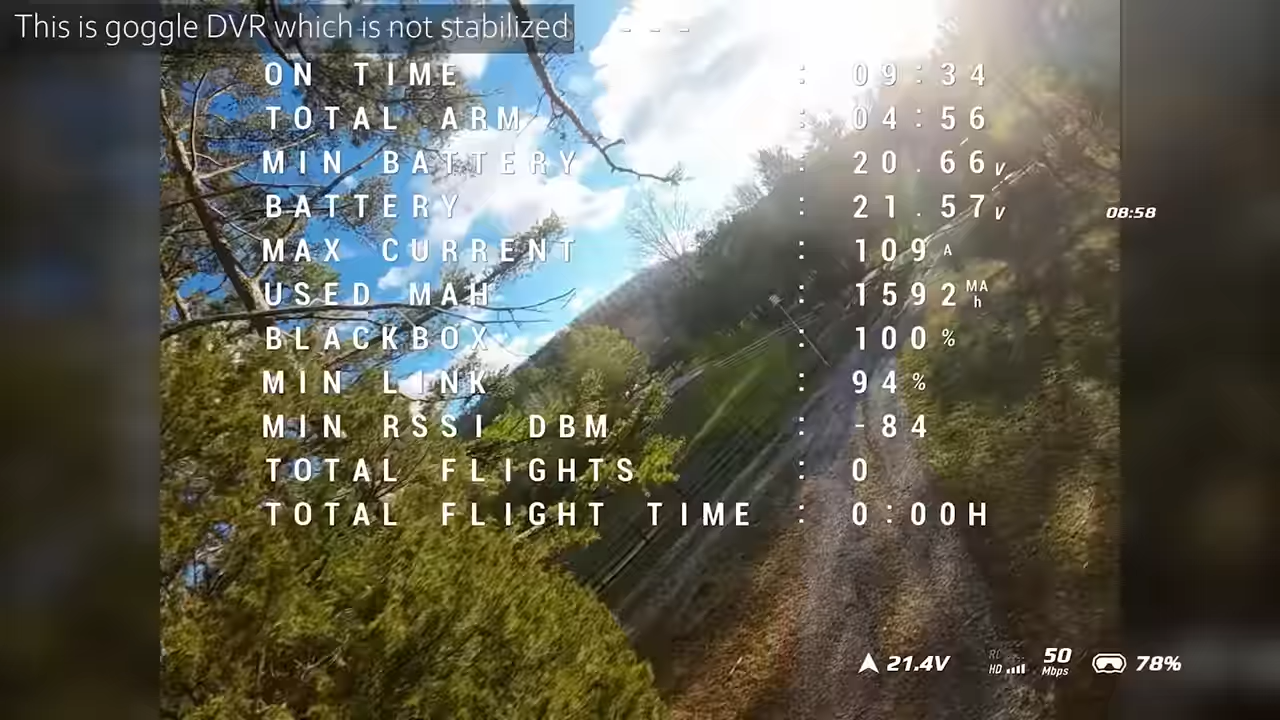 This is goggle DVR which is not stabilized
- - -
ON TIME : 09:34
TOTAL ARM : 04:56
MIN BATTERY : 20.66V
BATTERY : 21.57V
08:58
MAX CURRENT : 109A
USED MAH : 1592MAh
BLACKBOX : 100%
MIN LINK : 94%
MIN RSSI DBM : -84
TOTAL FLIGHTS : 0
TOTAL FLIGHT TIME : 0:00H
21.4V RC HD 50 Mbps 78%